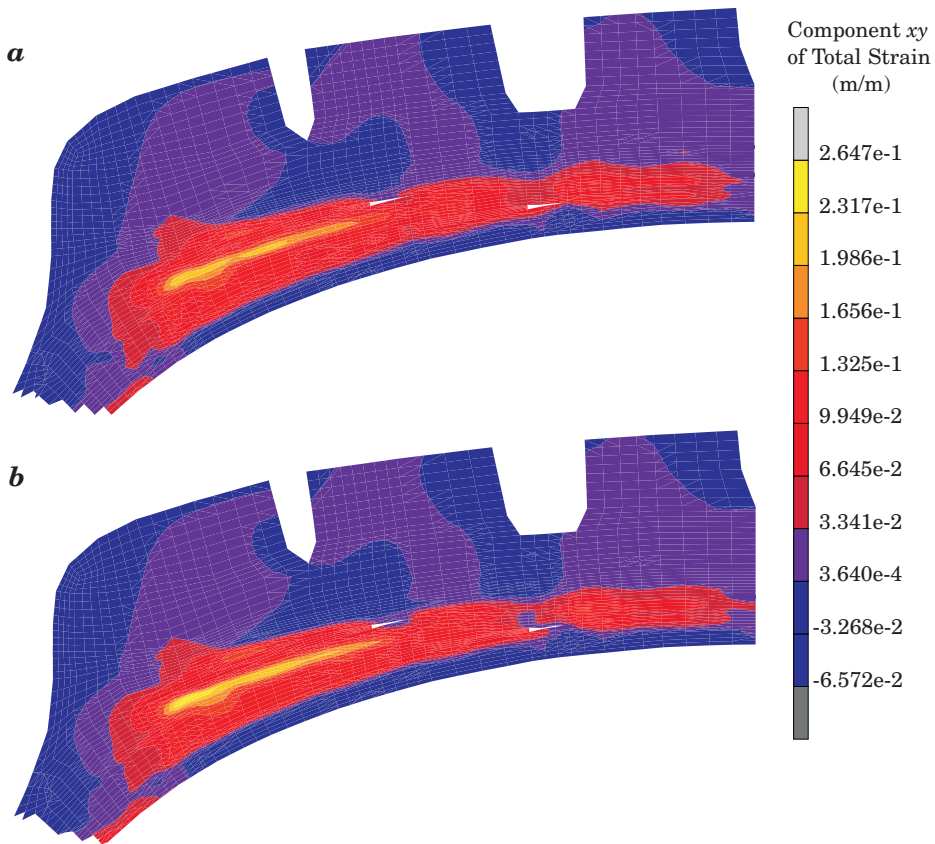 a
Component xy
of Total Strain
(m/m)
2.647e-1
2.317e-1
1.986e-1
1.656e-1
1.325e-1
9.949e-2
6.645e-2
3.341e-2
3.640e-4
-3.268e-2
-6.572e-2
b